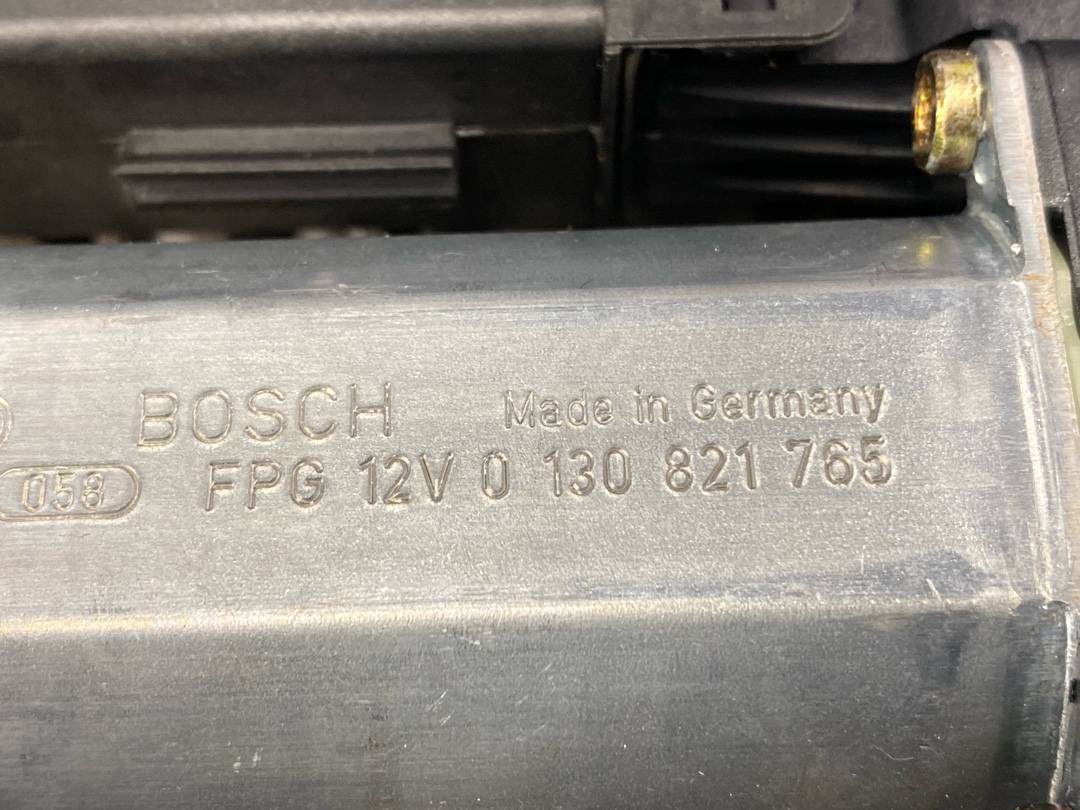 BOSCH Made in Germany
058 FPG 12V 0 130 821 765